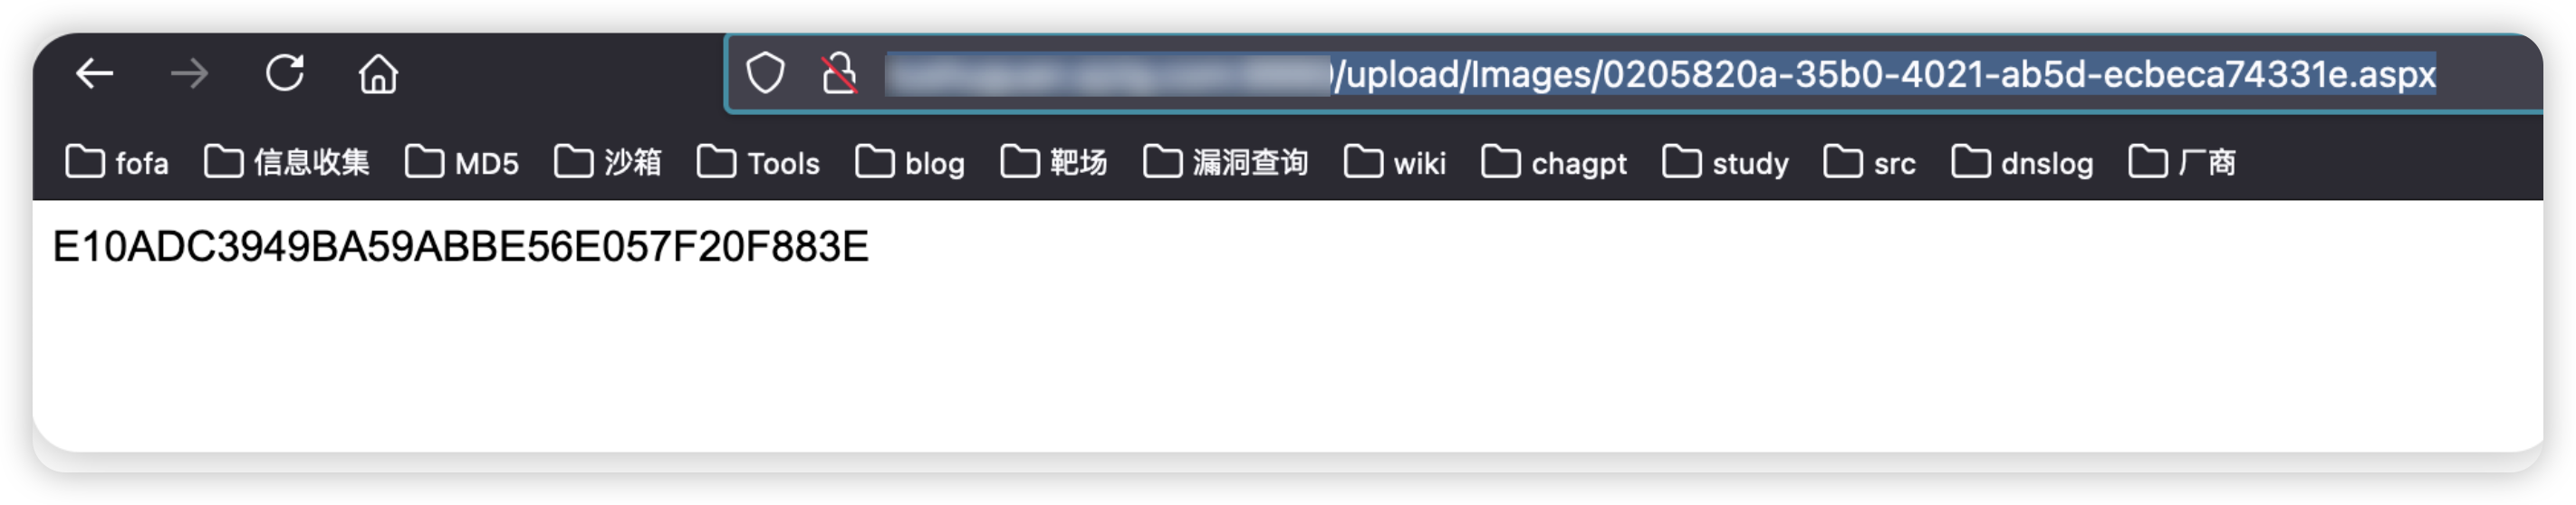 /upload/Images/0205820a-35b0-4021-ab5d-ecbeca74331e.aspx
fofa 信息收集 MD5 沙箱 Tools blog 靶场 漏洞查询 wiki chagpt study src dnslog 厂商
E10ADC3949BA59ABBE56E057F20F883E